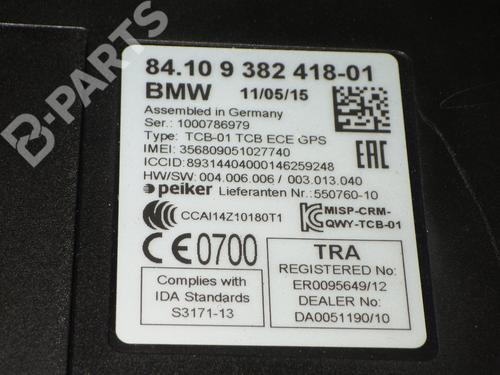 B-PARTS
84.10 9 382 418-01
BMW 11/05/15
Assembled in Germany
Ser.: 1000786979
Type: TCB-01 TCB ECE GPS
IMEI: 356809051027740
ICCID: 89314404000146259248
HW/SW: 004.006.006 / 003.013.040
peiker Lieferanten Nr.:550760-10
EAC
CCAI14Z10180T1
MISP-CRM-
QWY-TCB-01
CE0700
Complies with
IDA Standards
S3171-13
TRA
REGISTERED No:
ER0095649/12
DEALER No:
DA0051190/10